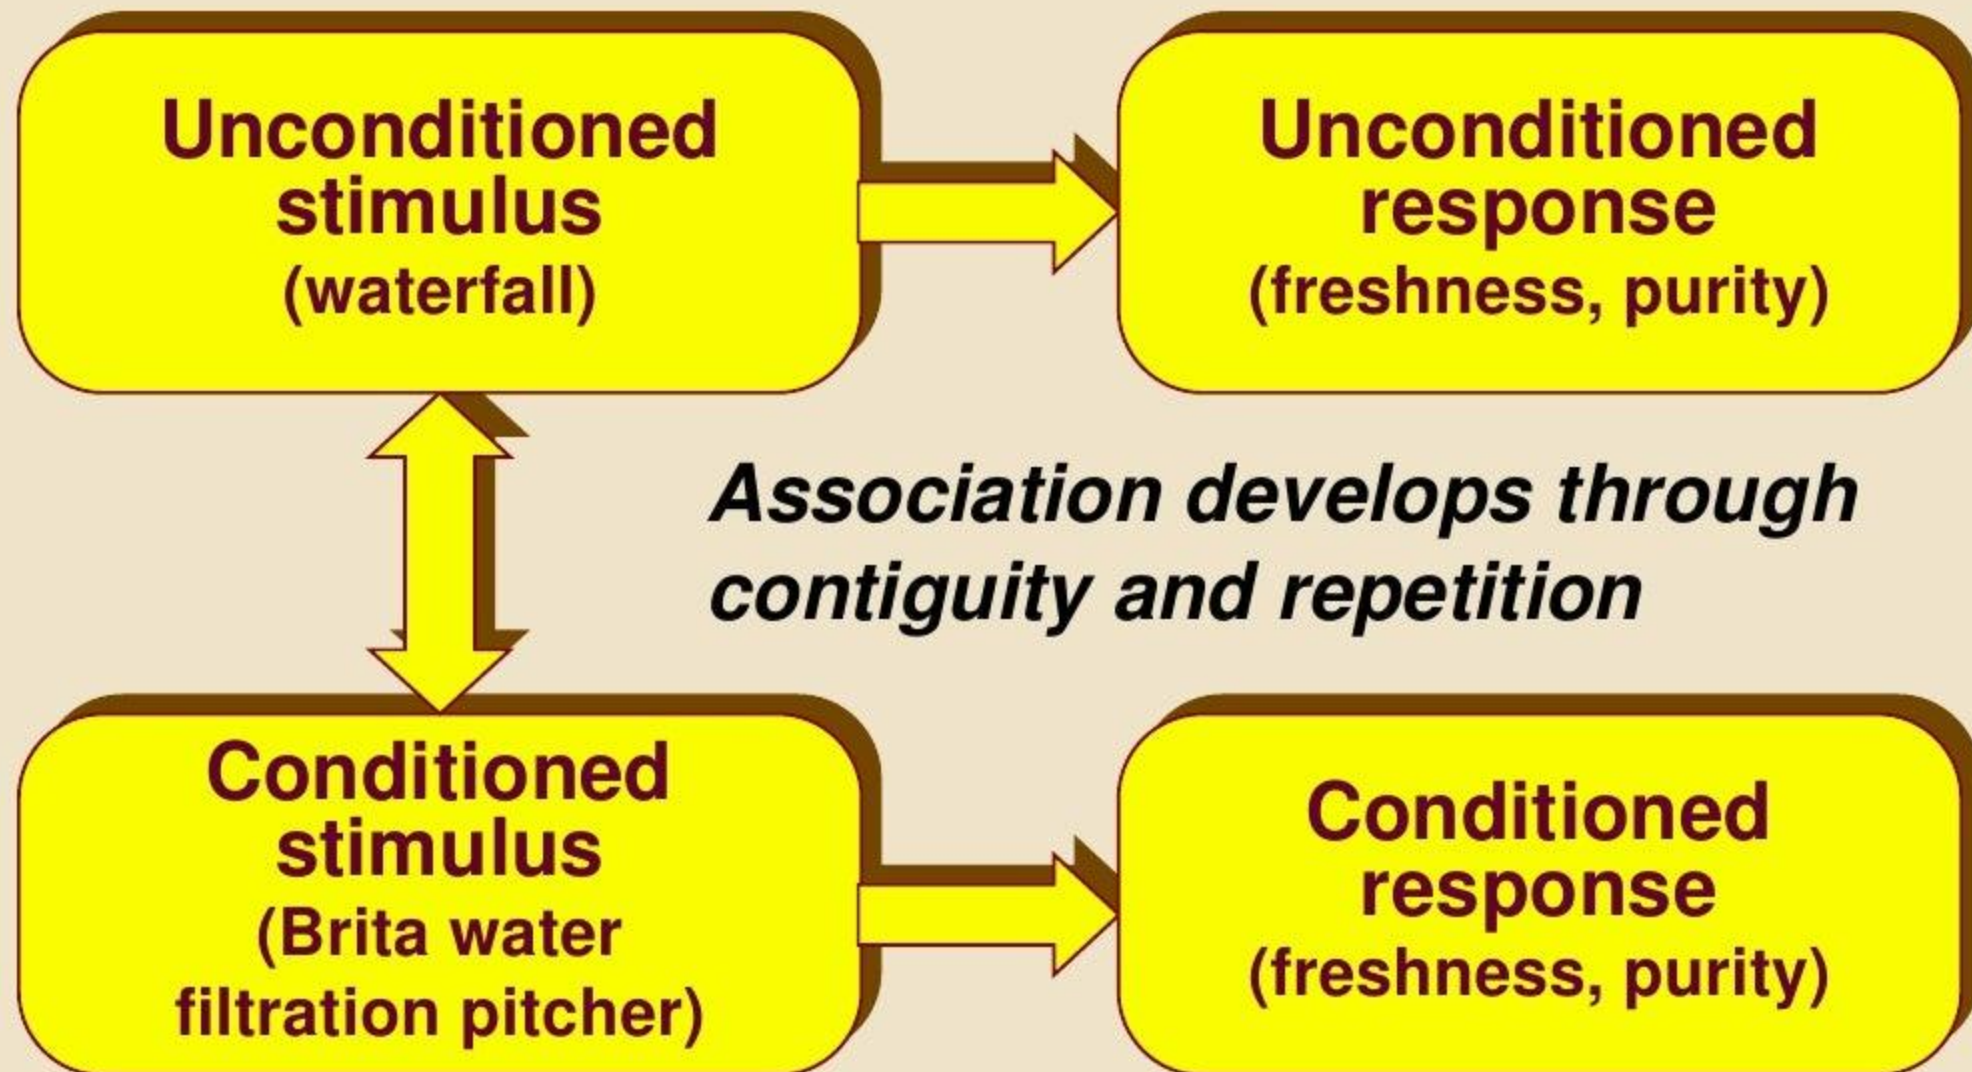 Unconditioned
stimulus
(waterfall)
Unconditioned
response
(freshness, purity)
Association develops through
contiguity and repetition
Conditioned
stimulus
(Brita water
filtration pitcher)
Conditioned
response
(freshness, purity)